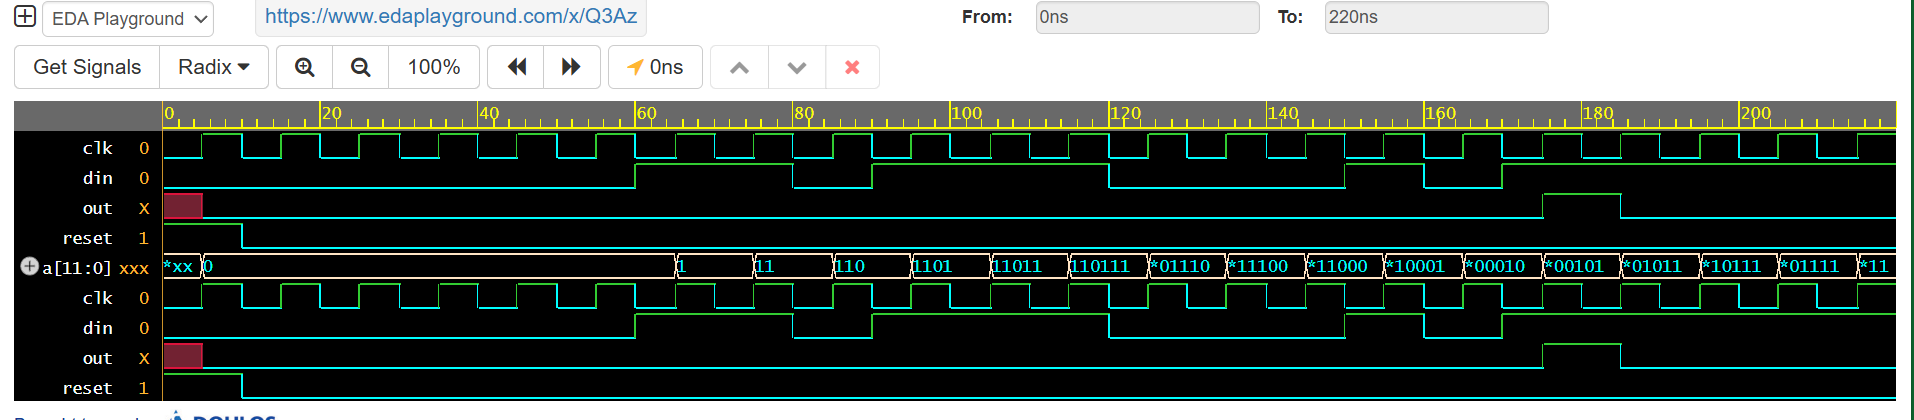 EDA Playground https://www.edaplayground.com/x/Q3Az From: 0ns To: 220ns
Get Signals Radix 100% 0ns
0 20 40 60 80 100 120 140 160 180 200
clk 0
din 0
out X
reset 1
a[11:0] xxx *xx 0 1 11 110 1101 11011 110111 *01110 *11100 *11000 *10001 *00010 *00101 *01011 *10111 *01111 *11
clk 0
din 0
out X
reset 1